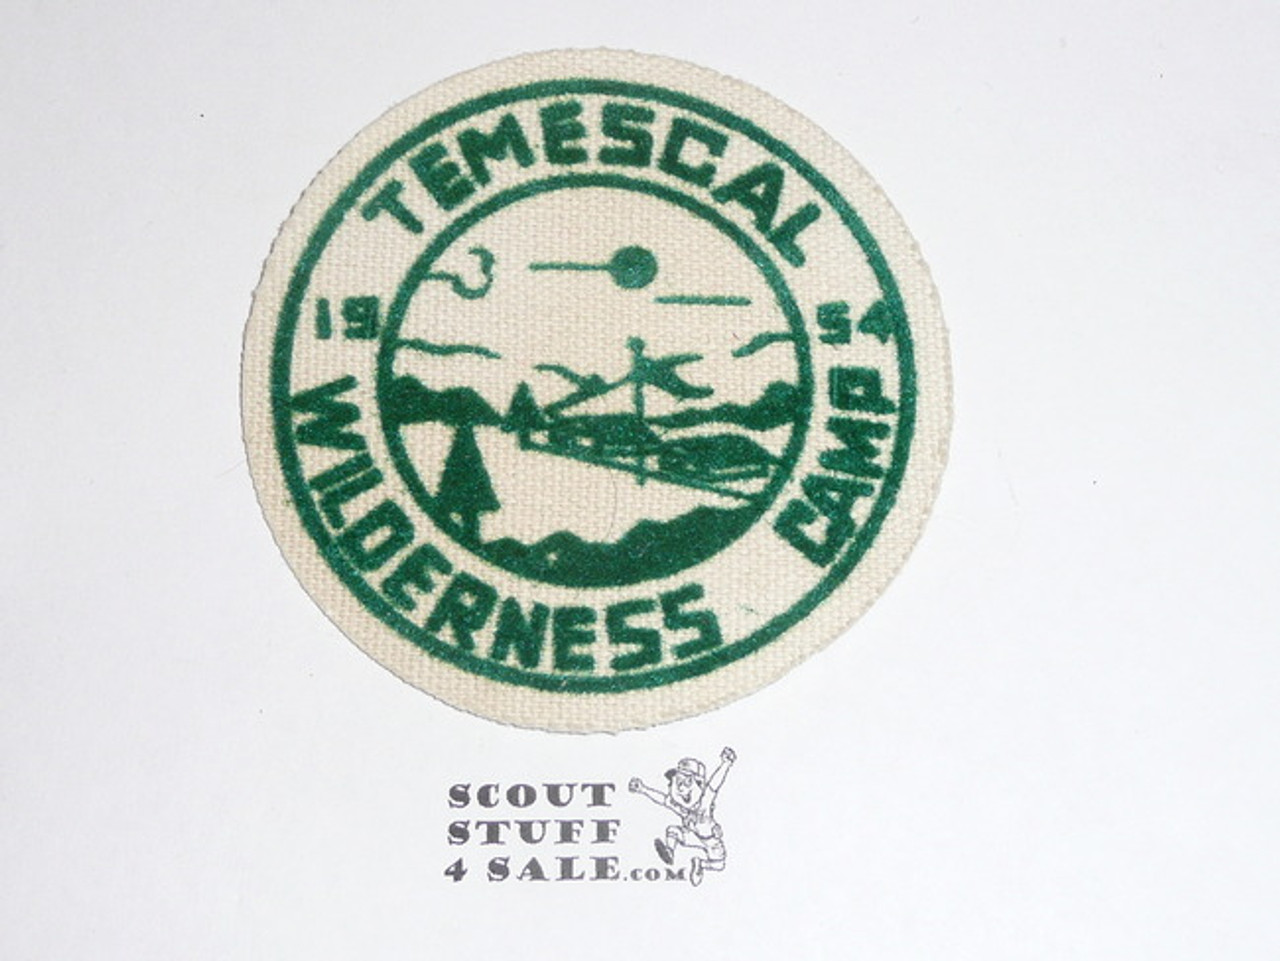 TEMESCAL
19 54
WILDERNESS CAMP
SCOUT
STUFF
4 SALE.COM